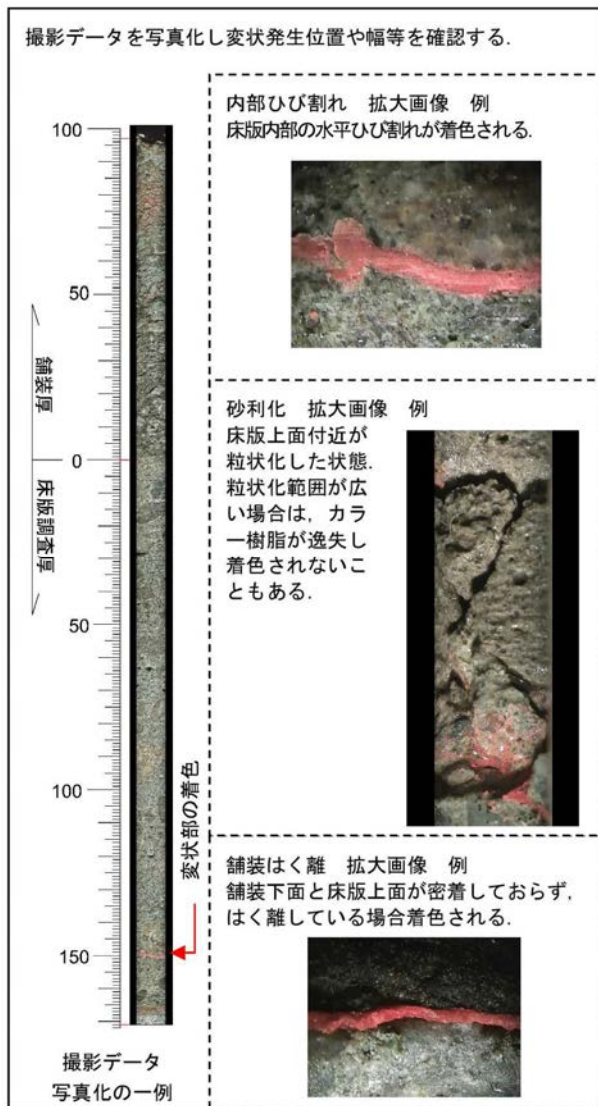 撮影データを写真化し変状発生位置や幅等を確認する.
100
50
0
50
100
150
舗装厚
床版調査厚
変状部の着色
撮影データ
写真化の一例
内部ひび割れ 拡大画像 例
床版内部の水平ひび割れが着色される.
砂利化 拡大画像 例
床版上面付近が
粒状化した状態.
粒状化範囲が広
い場合は，カラ
ー樹脂が逸失し
着色されないこ
ともある.
舗装はく離 拡大画像 例
舗装下面と床版上面が密着しておらず,
はく離している場合着色される.